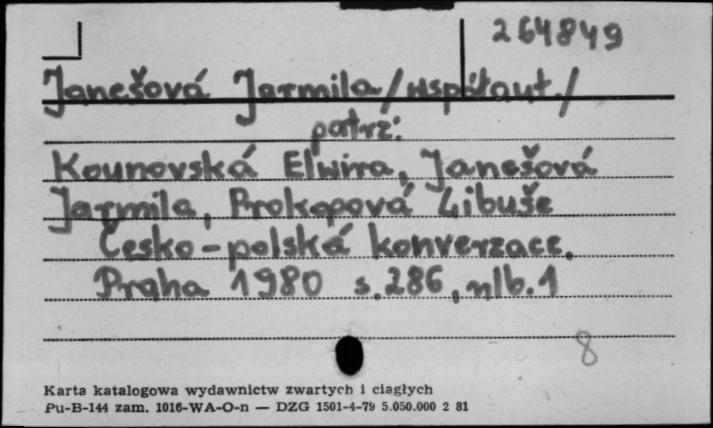 264849
Janešová Jarmila /współaut./
patrz:
Kounovská Elwira, Janešová
Jarmila, Prokopová Libuše
Česko-polská konverzace.
Praha 1980 s. 286, nlb. 1
8
Karta katalogowa wydawnictw zwartych i ciągłych
Pu-B-144 zam. 1016-WA-O-n — DZG 1501-4-79 5.050.000 2 81